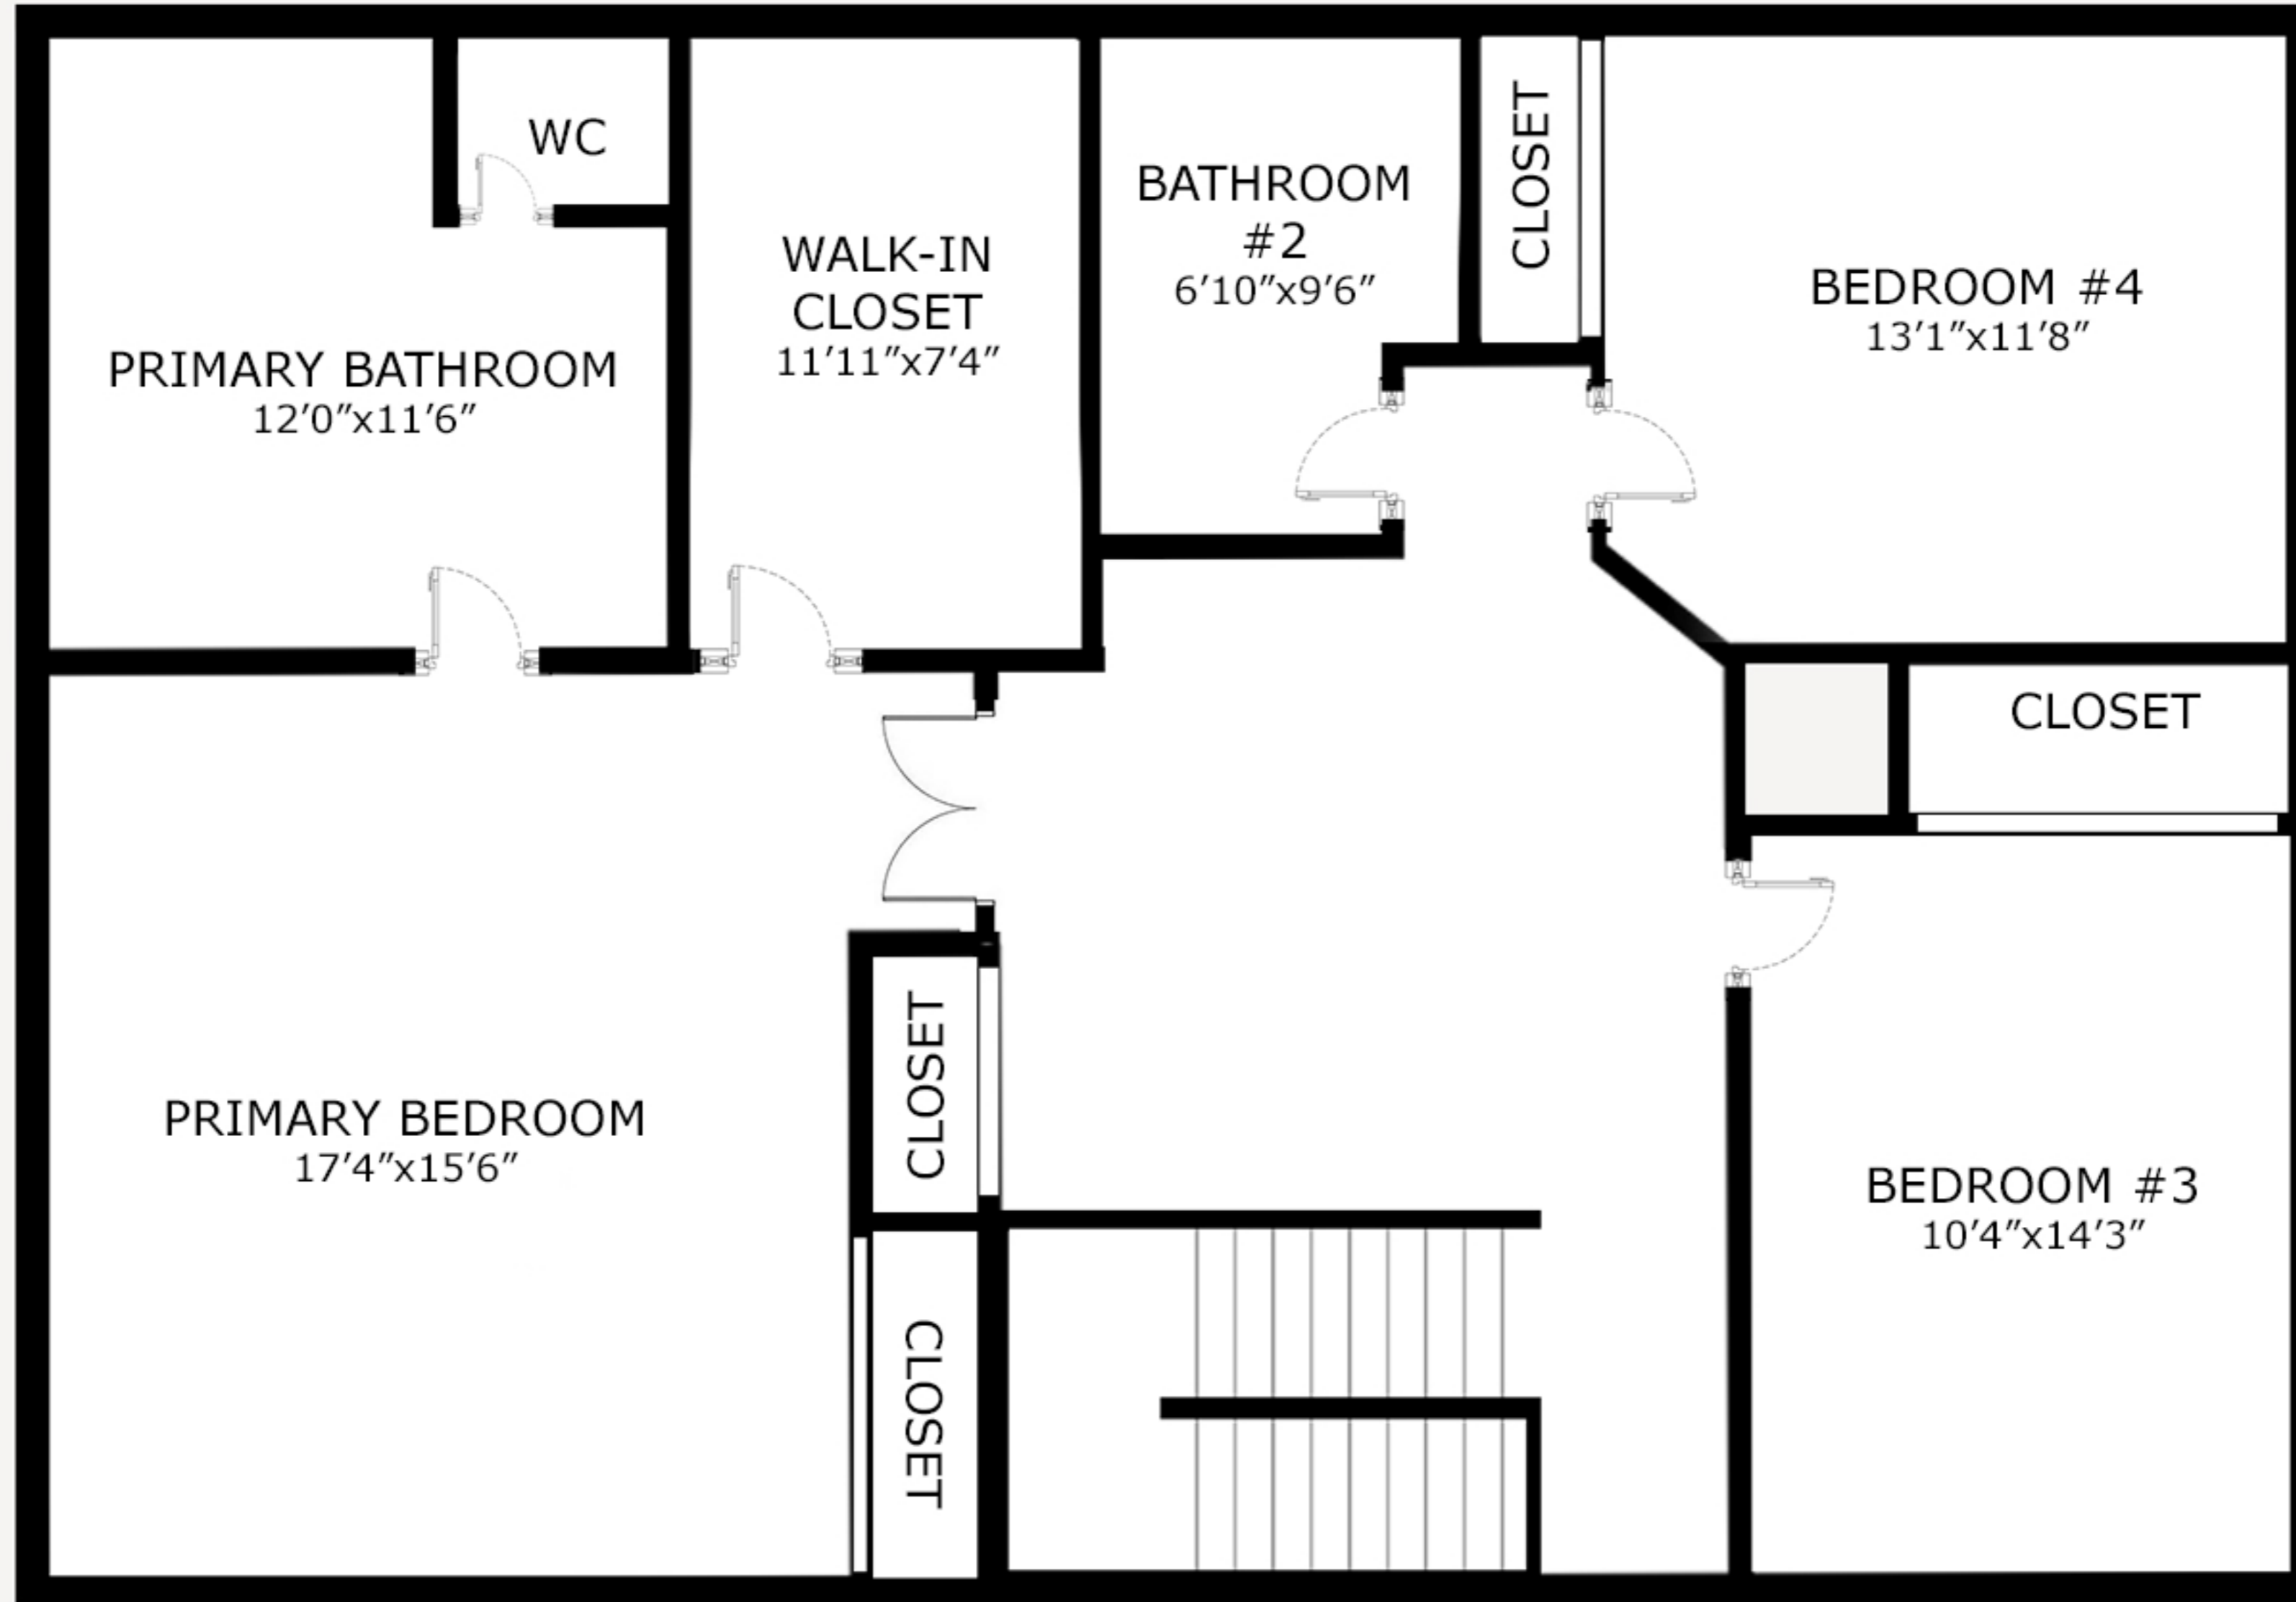 WC
PRIMARY BATHROOM
12′0″x11′6″
WALK-IN
CLOSET
11′11″x7′4″
BATHROOM
#2
6′10″x9′6″
CLOSET
BEDROOM #4
13′1″x11′8″
CLOSET
PRIMARY BEDROOM
17′4″x15′6″
CLOSET
CLOSET
BEDROOM #3
10′4″x14′3″